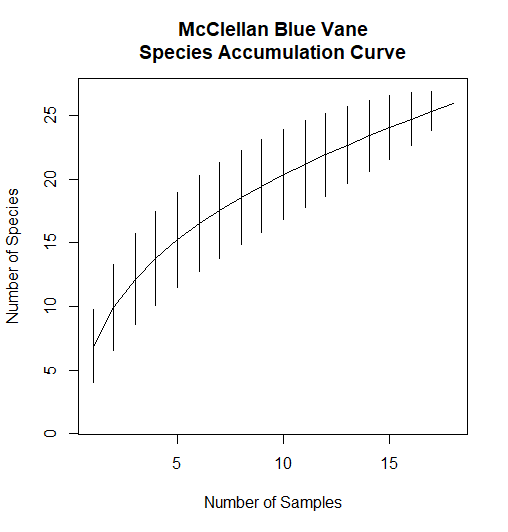 McClellan Blue Vane
Species Accumulation Curve
Number of Species
25
20
15
10
5
0
5
10
15
Number of Samples